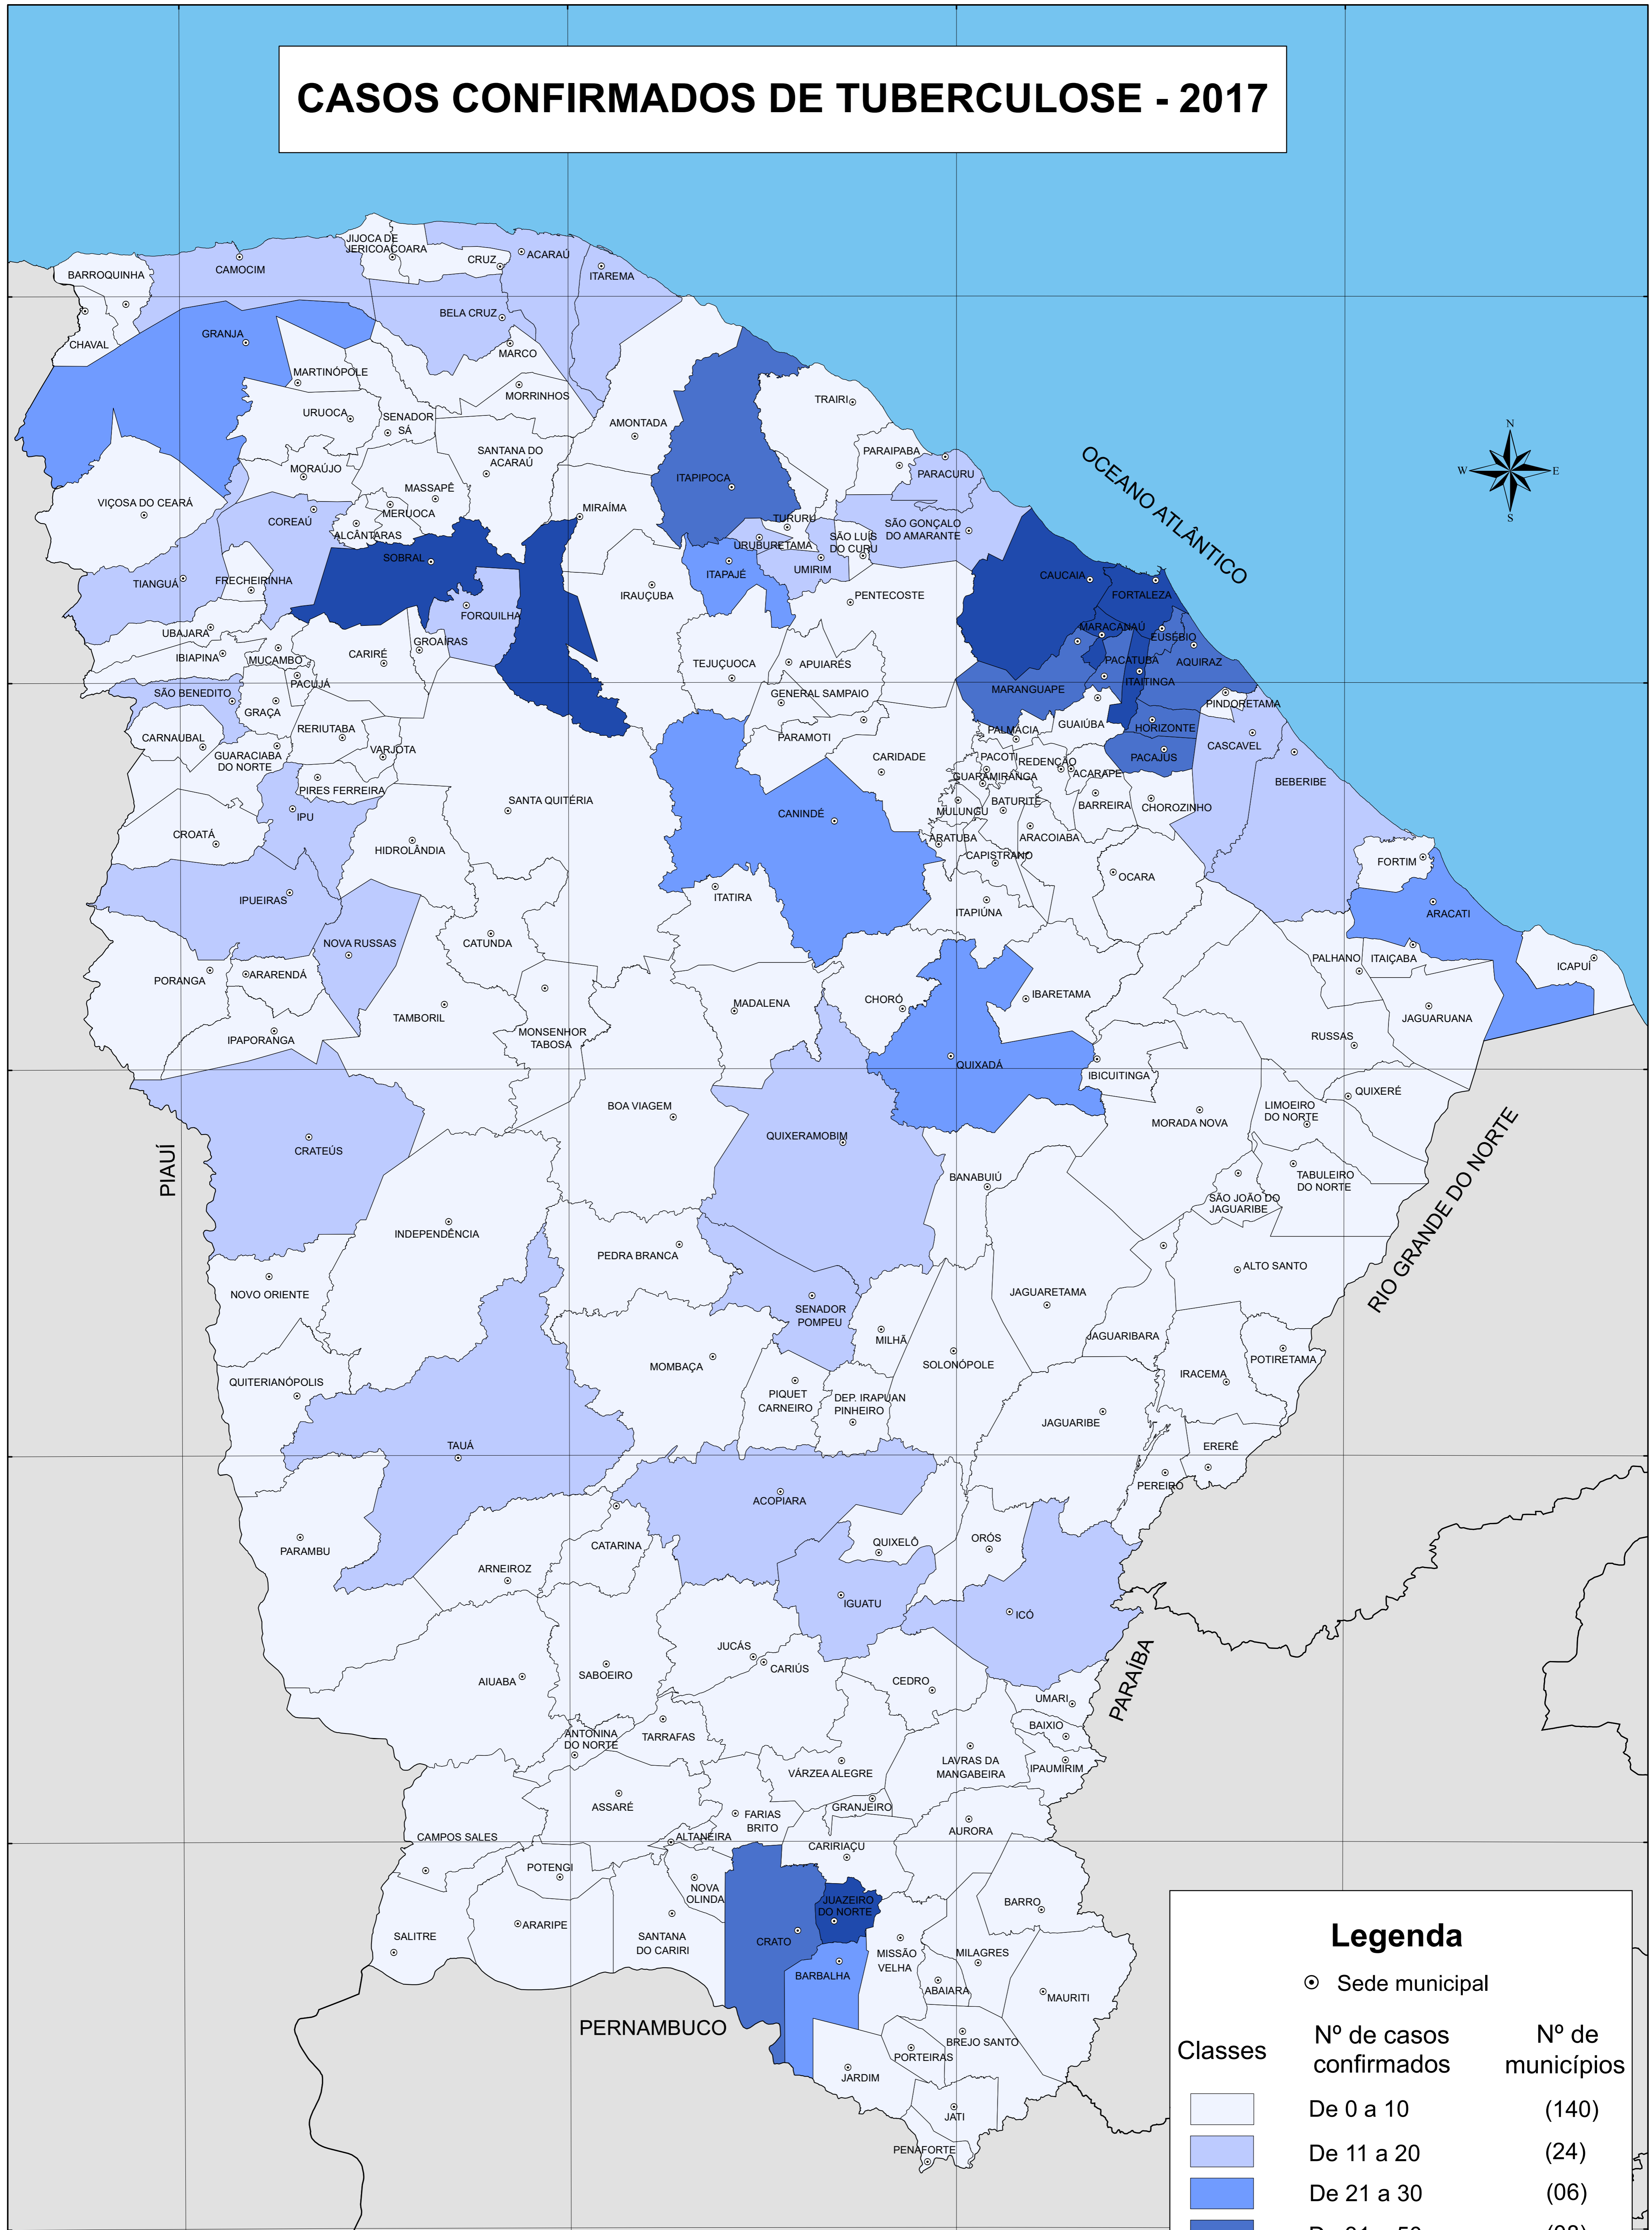 CASOS CONFIRMADOS DE TUBERCULOSE - 2017
JIJOCA DE
JERICOACOARA
CRUZ
ACARAÚ
ITAREMA
BARROQUINHA
CAMOCIM
CHAVAL
GRANJA
BELA CRUZ
MARCO
MARTINÓPOLE
MORRINHOS
URUOCA
SENADOR
SÁ
AMONTADA
TRAIRI
N
W
E
S
OCEANO ATLÂNTICO
MORAÚJO
SANTANA DO
ACARAÚ
PARAIPABA
PARACURU
ITAPIPOCA
VIÇOSA DO CEARÁ
MASSAPÊ
MERUOCA
MIRAÍMA
COREAÚ
ALCÂNTARAS
TURURU
URUBURETAMA
SÃO LUÍS
DO CURU
SÃO GONÇALO
DO AMARANTE
SOBRAL
UMIRIM
ITAPAJÉ
CAUCAIA
FORTALEZA
TIANGUÁ
FRECHEIRINHA
IRAUÇUBA
PENTECOSTE
FORQUILHA
MARACANAÚ
EUSÉBIO
UBAJARA
IBIAPINA
MUCAMBO
CARIRÉ
GROAÍRAS
TEJUÇUOCA
APUIARÉS
PACATUBA
AQUIRAZ
ITAITINGA
PACUJÁ
SÃO BENEDITO
GRAÇA
GENERAL SAMPAIO
MARANGUAPE
PINDORETAMA
CARNAUBAL
RERIUTABA
VARJOTA
GUARACIABA
DO NORTE
PARAMOTI
CARIDADE
PALMÁCIA
GUAIÚBA
HORIZONTE
CASCAVEL
PACAJÚS
PACOTI
REDENÇÃO
GUARAMIRANGA
ACARAPE
BEBERIBE
PIRES FERREIRA
IPU
SANTA QUITÉRIA
CANINDÉ
MULUNGU
BATURITÉ
BARREIRA
CHOROZINHO
CROATÁ
HIDROLÂNDIA
ARATUBA
ARACOIABA
CAPISTRANO
FORTIM
OCARA
ITATIRA
IPUEIRAS
ITAPIÚNA
ARACATI
NOVA RUSSAS
CATUNDA
PALHANO
ITAIÇABA
ICAPUÍ
PORANGA
ARARENDÁ
MADALENA
CHORÓ
IBARETAMA
TAMBORIL
MONSENHOR
TABOSA
JAGUARUANA
IPAPORANGA
RUSSAS
QUIXADÁ
IBICUITINGA
BOA VIAGEM
QUIXERÉ
LIMOEIRO
DO NORTE
MORADA NOVA
QUIXERAMOBIM
CRATEÚS
PIAUÍ
RIO GRANDE DO NORTE
BANABUIÚ
TABULEIRO
DO NORTE
SÃO JOÃO DO
JAGUARIBE
INDEPENDÊNCIA
PEDRA BRANCA
ALTO SANTO
NOVO ORIENTE
JAGUARETAMA
SENADOR
POMPEU
MILHÃ
JAGUARIBARA
SOLONÓPOLE
MOMBAÇA
POTIRETAMA
IRACEMA
QUITERIANÓPOLIS
PIQUET
CARNEIRO
DEP. IRAPUAN
PINHEIRO
JAGUARIBE
TAUÁ
ERERÊ
PEREIRO
ACOPIARA
QUIXELÔ
ORÓS
PARAMBU
CATARINA
ARNEIROZ
IGUATU
ICÓ
JUCÁS
CARIÚS
AIUABA
SABOEIRO
CEDRO
PARAÍBA
UMARI
BAIXIO
ANTONINA
DO NORTE
TARRAFAS
LAVRAS DA
MANGABEIRA
IPAUMIRIM
VÁRZEA ALEGRE
ASSARÉ
FARIAS
BRITO
GRANJEIRO
AURORA
CAMPOS SALES
ALTANEIRA
CARIRIAÇU
POTENGI
NOVA
OLINDA
JUAZEIRO
DO NORTE
BARRO
ARARIPE
SALITRE
SANTANA
DO CARIRI
CRATO
MISSÃO
VELHA
MILAGRES
BARBALHA
ABAIARA
MAURITI
PERNAMBUCO
BREJO SANTO
PORTEIRAS
JARDIM
JATI
PENAFORTE
Legenda
Sede municipal
Classes
Nº de casos
confirmados
Nº de
municípios
De 0 a 10
(140)
De 11 a 20
(24)
De 21 a 30
(06)